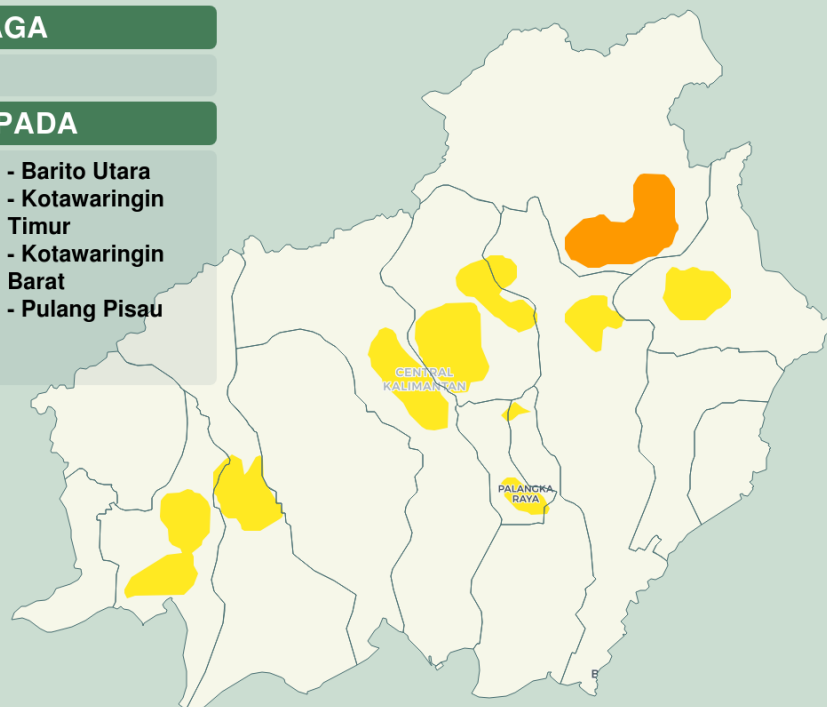 AGA
PADA
- Barito Utara
- Kotawaringin
Timur
- Kotawaringin
Barat
- Pulang Pisau
CENTRAL
KALIMANTAN
PALANGKA
RAYA
B